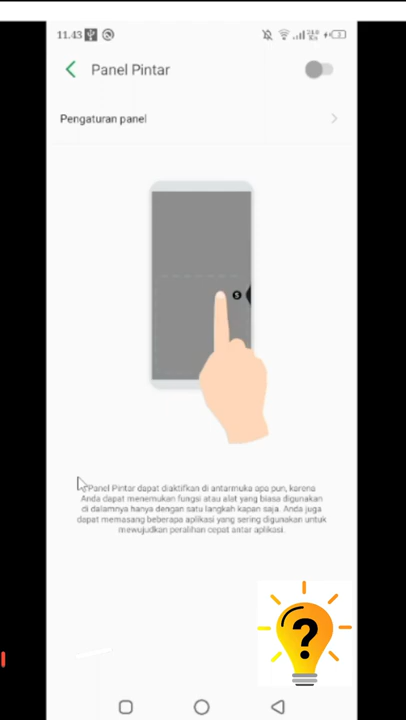 11.43
Panel Pintar
Pengaturan panel
S
Panel Pintar dapat diaktifkan di antarmuka apa pun, karena
Anda dapat menemukan fungsi atau alat yang biasa digunakan
di dalamnya hanya dengan satu langkah kapan saja. Anda juga
dapat memasang beberapa aplikasi yang sering digunakan untuk
mewujudkan peralihan cepat antar aplikasi.
?